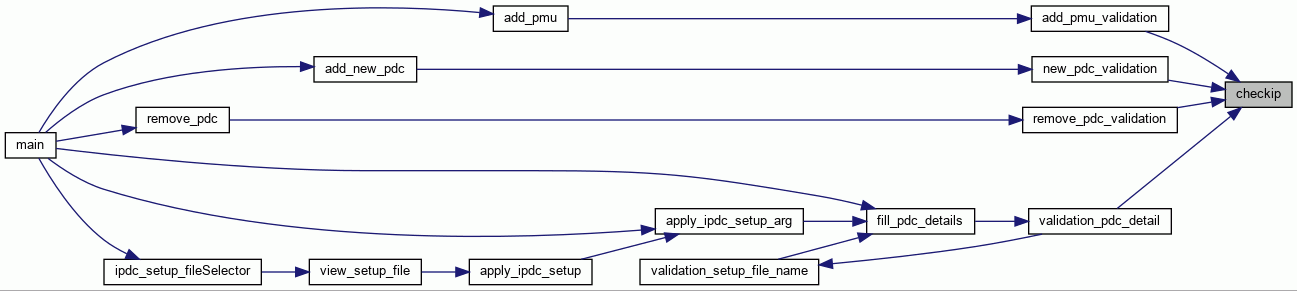 add_pmu
add_pmu_validation
add_new_pdc
new_pdc_validation
checkip
remove_pdc
remove_pdc_validation
main
apply_ipdc_setup_arg
fill_pdc_details
validation_pdc_detail
ipdc_setup_fileSelector
view_setup_file
apply_ipdc_setup
validation_setup_file_name